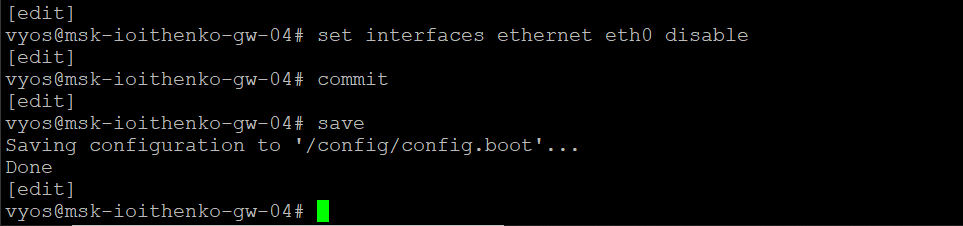 [edit]
vyos@msk-ioithenko-gw-04# set interfaces ethernet eth0 disable
[edit]
vyos@msk-ioithenko-gw-04# commit
[edit]
vyos@msk-ioithenko-gw-04# save
Saving configuration to '/config/config.boot'...
Done
[edit]
vyos@msk-ioithenko-gw-04#